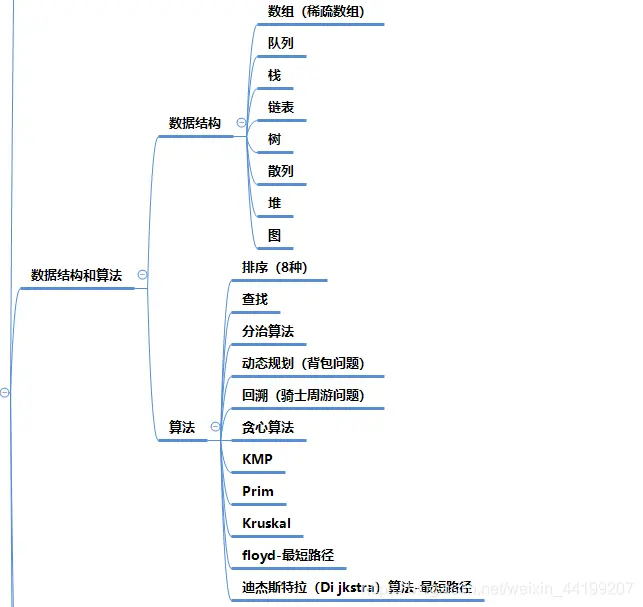 数组（稀疏数组）
队列
栈
链表
数据结构
树
散列
堆
图
数据结构和算法
排序（8种）
查找
分治算法
动态规划（背包问题）
回溯（骑士周游问题）
算法
贪心算法
KMP
Prim
Kruskal
floyd-最短路径
迪杰斯特拉（Di jkstra）算法-最短路径
net/weixin_44199207